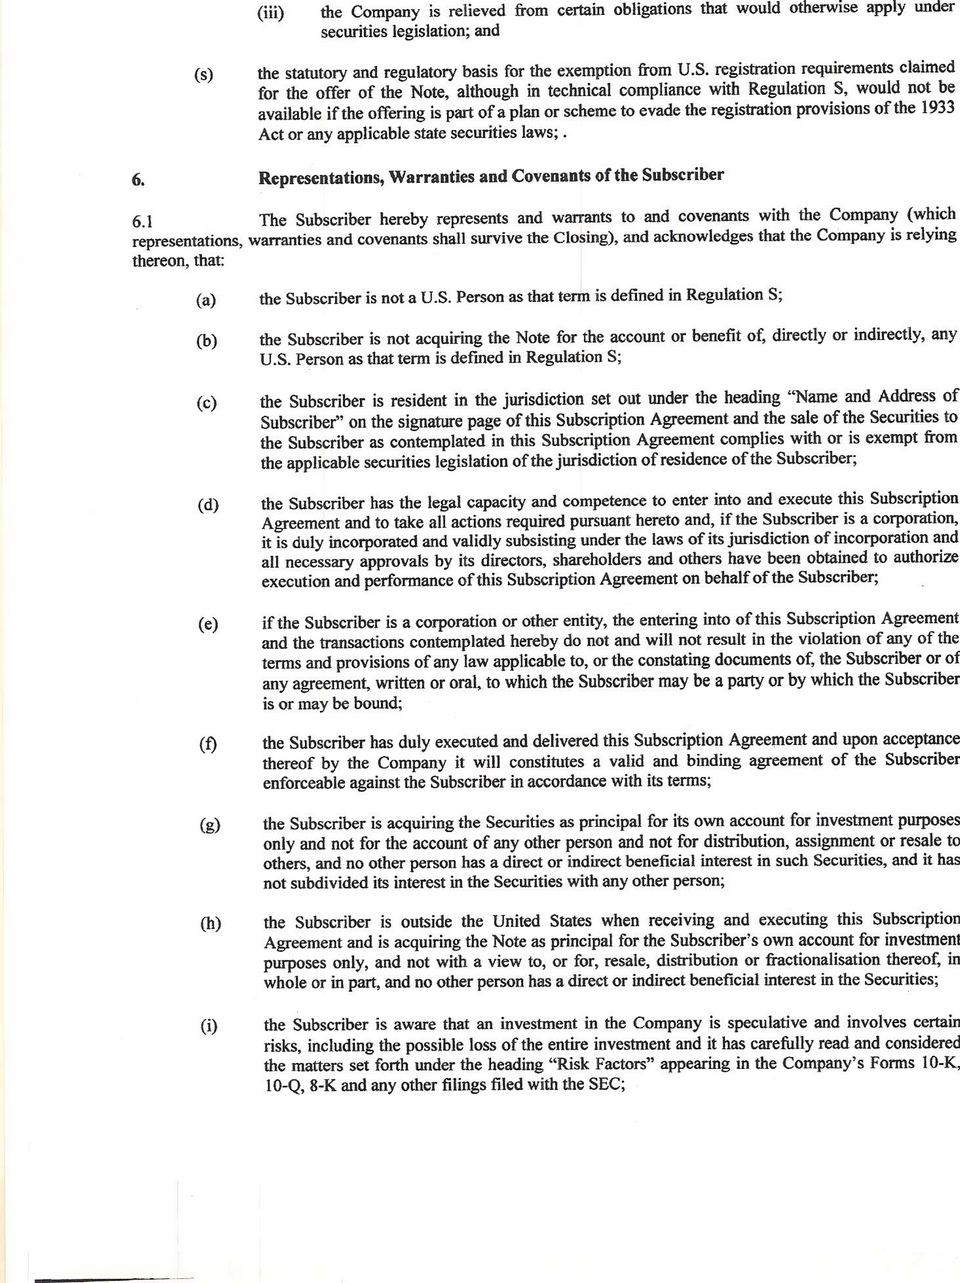 (iii) the Company is relieved from certain obligations that would otherwise apply under
securities legislation; and
(s) the statutory and regulatory basis for the exemption from U.S. registration requirements claimed
for the offer of the Note, although in technical compliance with Regulation S, would not be
available if the offering is part of a plan or scheme to evade the registration provisions of the 1933
Act or any applicable state securities laws; .
6. Representations, Warranties and Covenants of the Subscriber
6.1 The Subscriber hereby represents and warrants to and covenants with the Company (which
representations, warranties and covenants shall survive the Closing), and acknowledges that the Company is relying
thereon, that:
(a) the Subscriber is not a U.S. Person as that term is defined in Regulation S;
(b) the Subscriber is not acquiring the Note for the account or benefit of, directly or indirectly, any
U.S. Person as that term is defined in Regulation S;
(c) the Subscriber is resident in the jurisdiction set out under the heading “Name and Address of
Subscriber” on the signature page of this Subscription Agreement and the sale of the Securities to
the Subscriber as contemplated in this Subscription Agreement complies with or is exempt from
the applicable securities legislation of the jurisdiction of residence of the Subscriber;
(d) the Subscriber has the legal capacity and competence to enter into and execute this Subscription
Agreement and to take all actions required pursuant hereto and, if the Subscriber is a corporation,
it is duly incorporated and validly subsisting under the laws of its jurisdiction of incorporation and
all necessary approvals by its directors, shareholders and others have been obtained to authorize
execution and performance of this Subscription Agreement on behalf of the Subscriber;
(e) if the Subscriber is a corporation or other entity, the entering into of this Subscription Agreement
and the transactions contemplated hereby do not and will not result in the violation of any of the
terms and provisions of any law applicable to, or the constating documents of, the Subscriber or of
any agreement, written or oral, to which the Subscriber may be a party or by which the Subscriber
is or may be bound;
(f) the Subscriber has duly executed and delivered this Subscription Agreement and upon acceptance
thereof by the Company it will constitutes a valid and binding agreement of the Subscriber
enforceable against the Subscriber in accordance with its terms;
(g) the Subscriber is acquiring the Securities as principal for its own account for investment purposes
only and not for the account of any other person and not for distribution, assignment or resale to
others, and no other person has a direct or indirect beneficial interest in such Securities, and it has
not subdivided its interest in the Securities with any other person;
(h) the Subscriber is outside the United States when receiving and executing this Subscription
Agreement and is acquiring the Note as principal for the Subscriber’s own account for investment
purposes only, and not with a view to, or for, resale, distribution or fractionalisation thereof, in
whole or in part, and no other person has a direct or indirect beneficial interest in the Securities;
(i) the Subscriber is aware that an investment in the Company is speculative and involves certain
risks, including the possible loss of the entire investment and it has carefully read and considered
the matters set forth under the heading “Risk Factors” appearing in the Company’s Forms 10-K,
10-Q, 8-K and any other filings filed with the SEC;